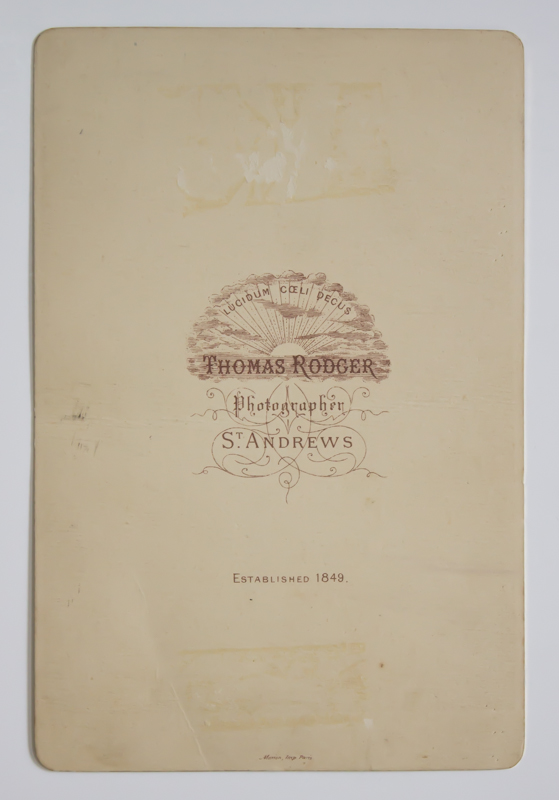 LUCIDUM CŒLI DECUS
THOMAS RODGER
Photographer
ST. ANDREWS
ESTABLISHED 1849.